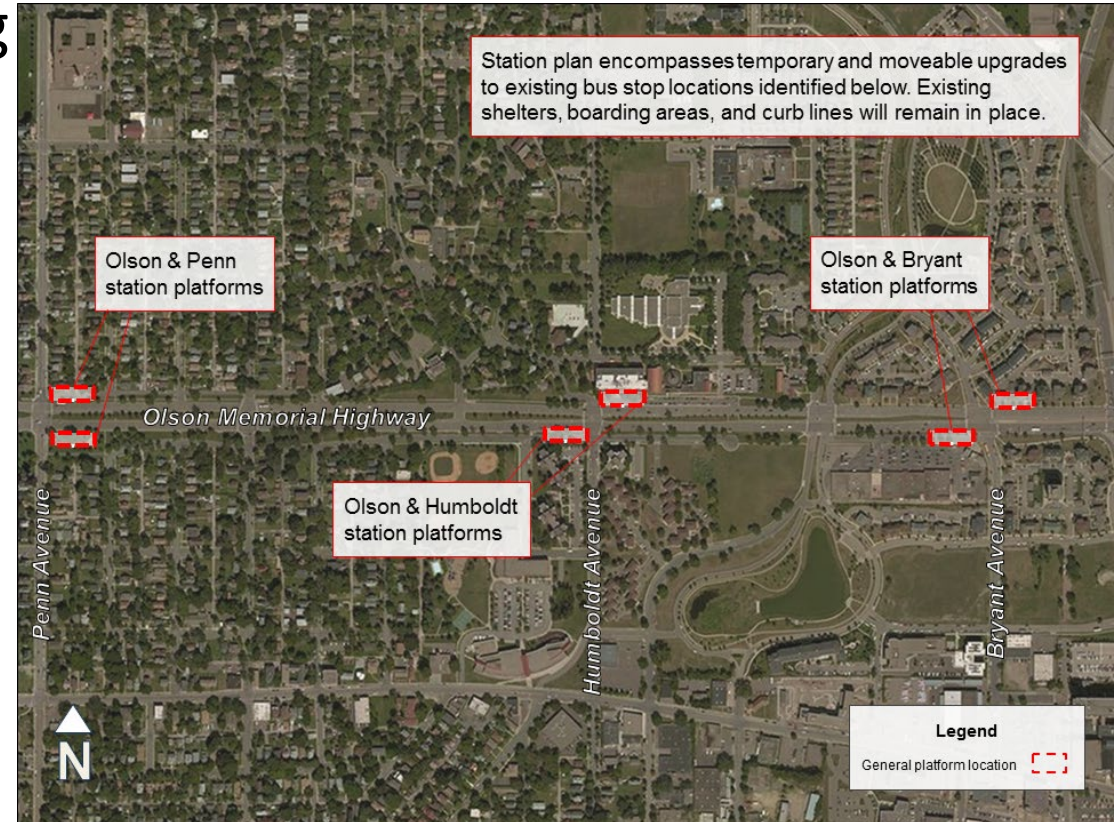 g
Station plan encompasses temporary and moveable upgrades
to existing bus stop locations identified below. Existing
shelters, boarding areas, and curb lines will remain in place.
Olson & Penn
station platforms
Olson & Bryant
station platforms
Olson Memorial Highway
Olson & Humboldt
station platforms
Penn Avenue
Humboldt Avenue
Bryant Avenue
N
Legend
General platform location